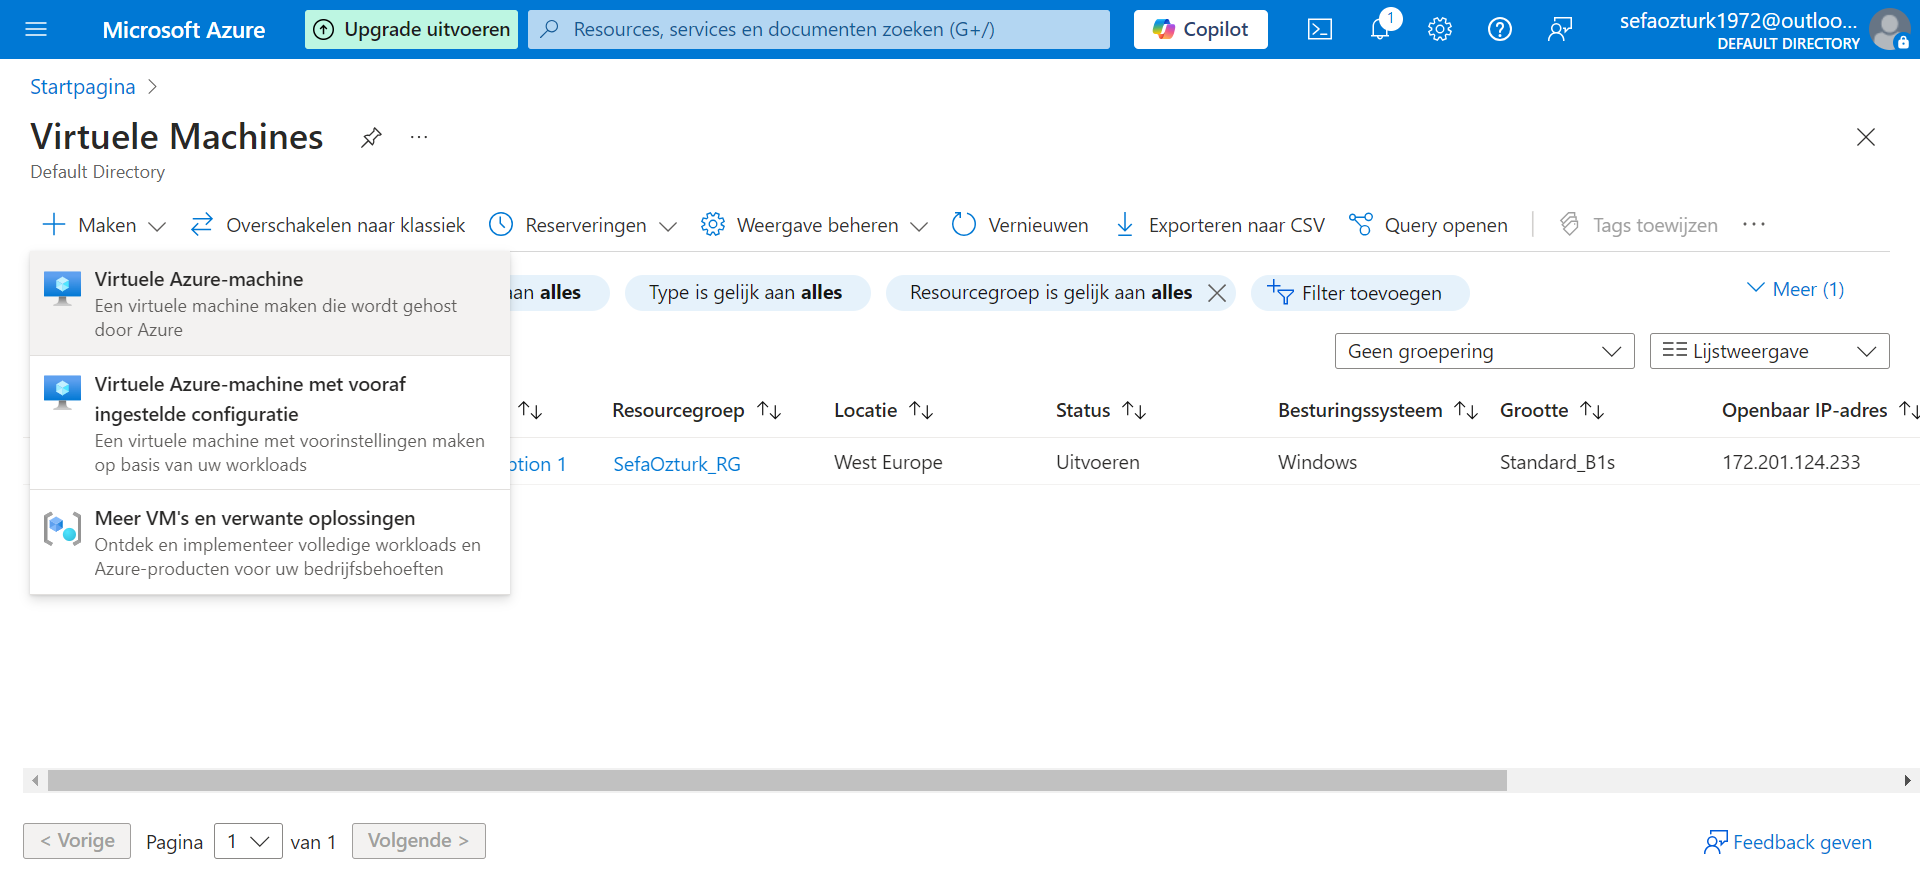 Microsoft Azure
Upgrade uitvoeren
Resources, services en documenten zoeken (G+/)
Copilot
1
sefaozturk1972@outloo...
DEFAULT DIRECTORY
Startpagina
Virtuele Machines
...
Default Directory
Maken
Overschakelen naar klassiek
Reserveringen
Weergave beheren
Vernieuwen
Exporteren naar CSV
Query openen
Tags toewijzen
...
Virtuele Azure-machine
Een virtuele machine maken die wordt gehost
door Azure
Virtuele Azure-machine met vooraf
ingestelde configuratie
Een virtuele machine met voorinstellingen maken
op basis van uw workloads
Meer VM's en verwante oplossingen
Ontdek en implementeer volledige workloads en
Azure-producten voor uw bedrijfsbehoeften
aan alles
Type is gelijk aan alles
Resourcegroep is gelijk aan alles
Filter toevoegen
Meer (1)
Geen groepering
Lijstweergave
Resourcegroep
Locatie
Status
Besturingssysteem
Grootte
Openbaar IP-adres
ption 1
SefaOzturk_RG
West Europe
Uitvoeren
Windows
Standard_B1s
172.201.124.233
< Vorige
Pagina
1
van 1
Volgende >
Feedback geven